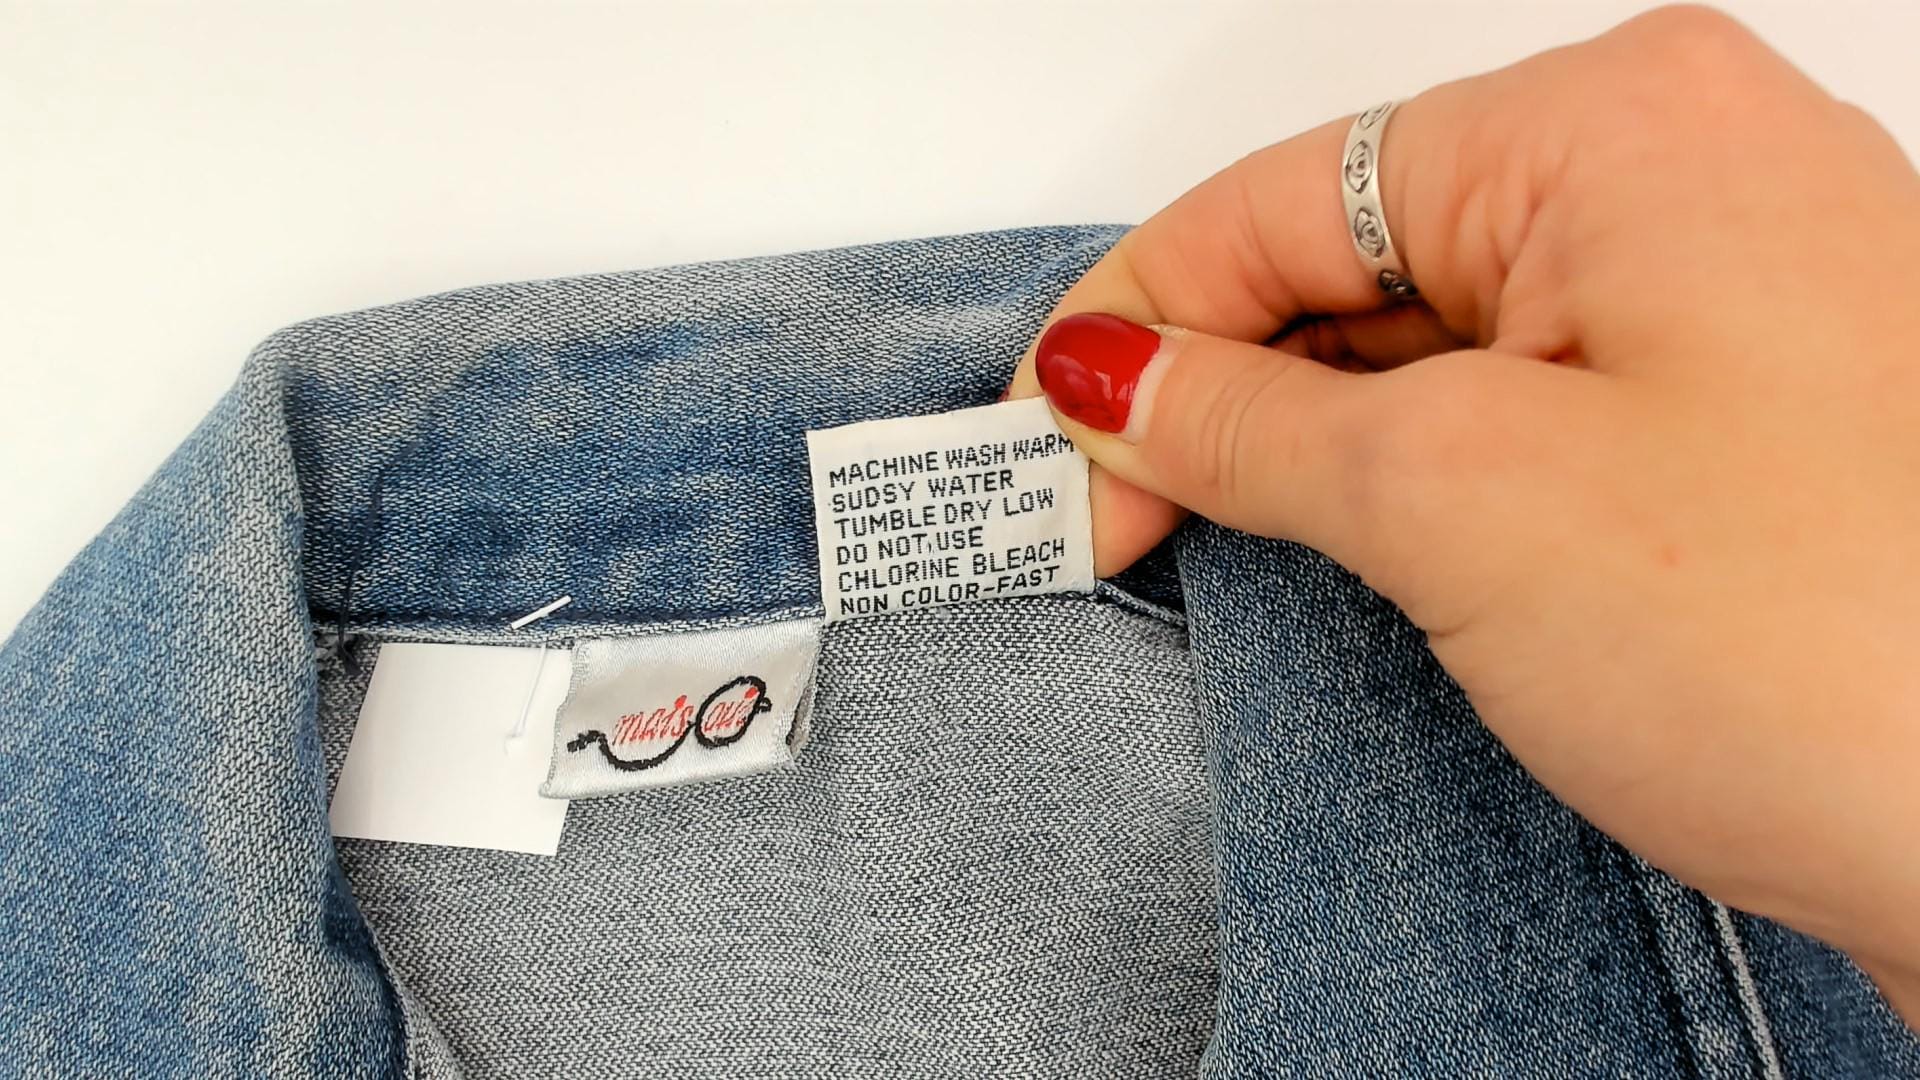 MACHINE WASH WARM
SUDSY WATER
TUMBLE DRY LOW
DO NOT USE
CHLORINE BLEACH
NON COLOR-FAST
mais oui